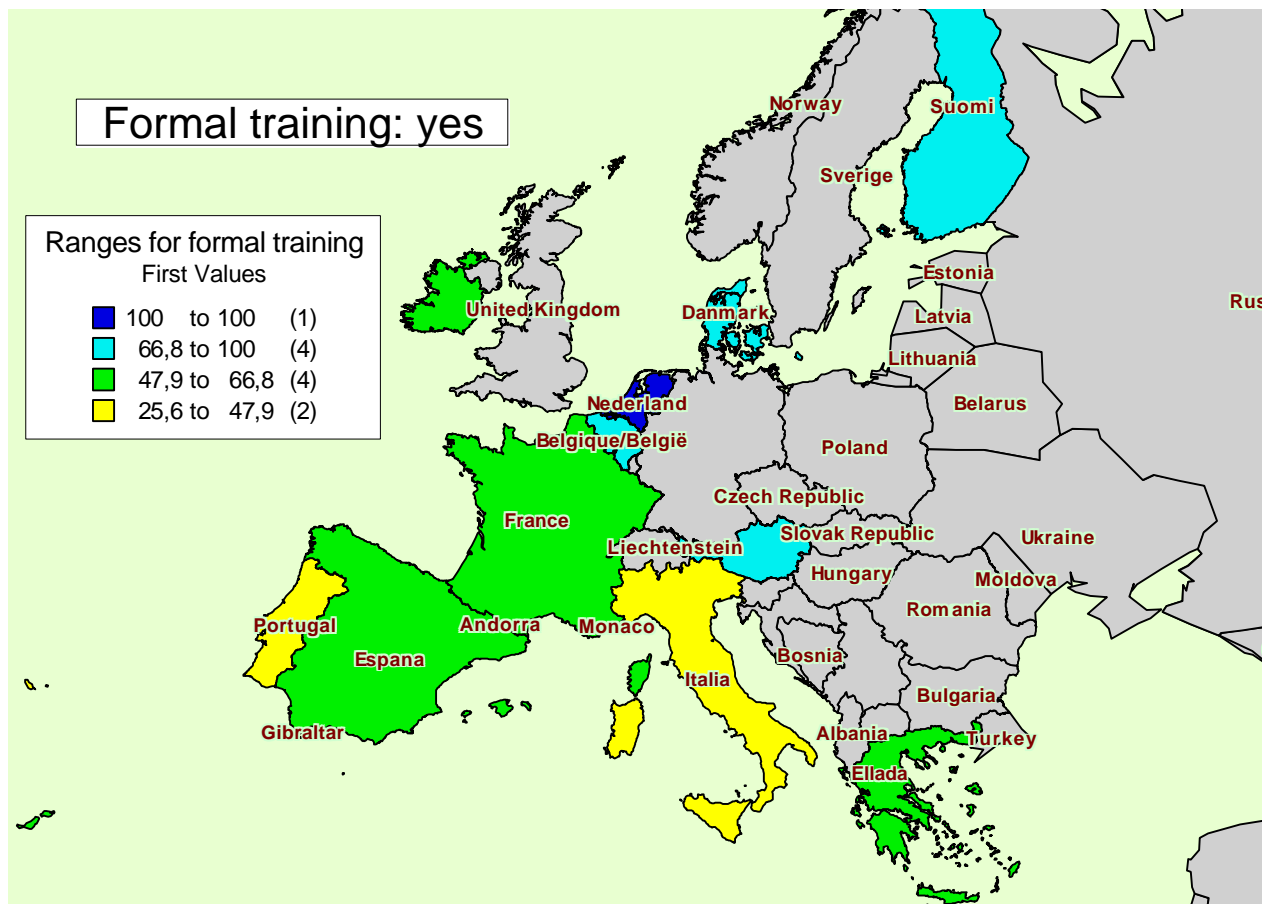 Formal training: yes
Ranges for formal training
First Values
100 to 100 (1)
66,8 to 100 (4)
47,9 to 66,8 (4)
25,6 to 47,9 (2)
Norway
Suomi
Sverige
Estonia
Rus
United Kingdom
Danmark
Latvia
Lithuania
Nederland
Belarus
Belgique/België
Poland
Czech Republic
France
Slovak Republic
Ukraine
Liechtenstein
Hungary
Moldova
Romania
Portugal
Andorra
Monaco
Espana
Bosnia
Italia
Bulgaria
Gibraltar
Albania
Turkey
Ellada